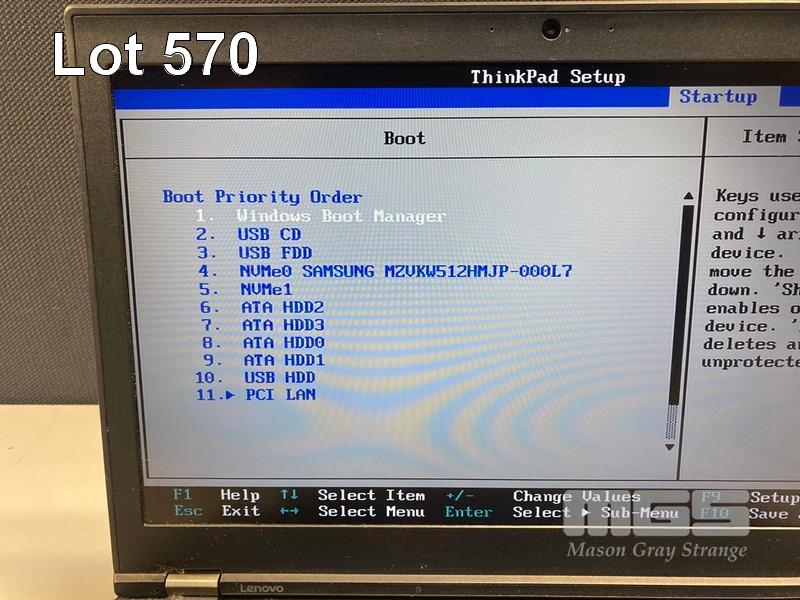 Lot 570
ThinkPad Setup
Startup
Boot
Item
Boot Priority Order
1. Windows Boot Manager
2. USB CD
3. USB FDD
4. NVMe0 SAMSUNG MZVKW512HMJP-000L7
5. NVMe1
6. ATA HDD2
7. ATA HDD3
8. ATA HDD0
9. ATA HDD1
10. USB HDD
11.▶ PCI LAN
Keys use
configur
and ↓ ar
device.
move the
down. 'Sh
enables o
device. '
deletes a
unprotecte
F1 Help ↑↓ Select Item +/- Change Values F9 Setup
Esc Exit ←→ Select Menu Enter Select ▶ Sub-Menu F10 Save
MGS
Mason Gray Strange
Lenovo